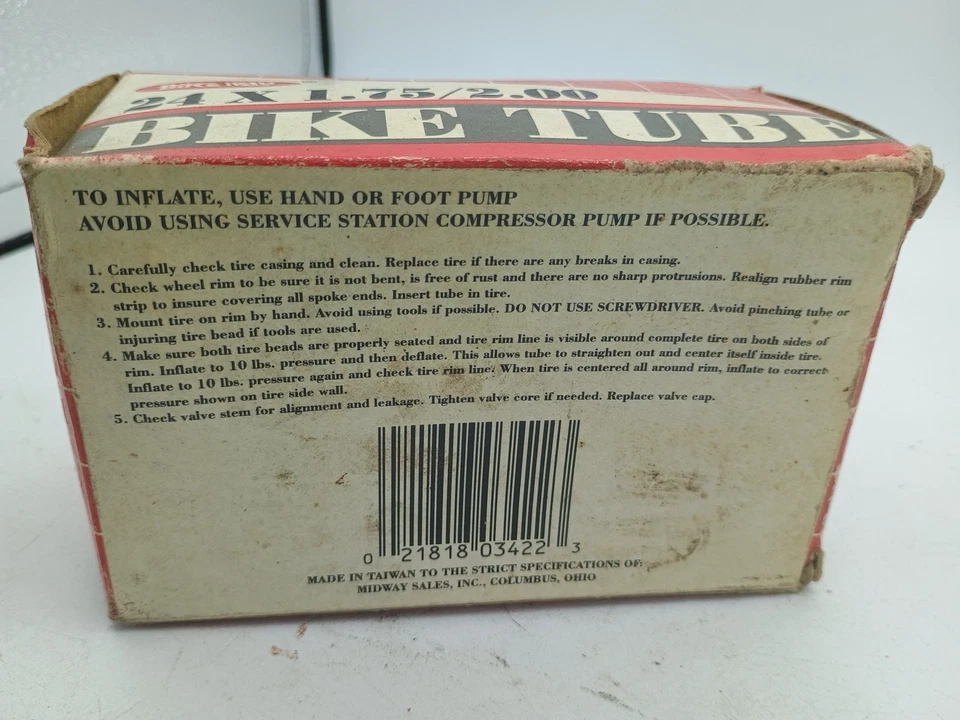 24 X 1.75/2.00
BIKE TUBE
TO INFLATE, USE HAND OR FOOT PUMP
AVOID USING SERVICE STATION COMPRESSOR PUMP IF POSSIBLE.
1. Carefully check tire casing and clean. Replace tire if there are any breaks in casing.
2. Check wheel rim to be sure it is not bent, is free of rust and there are no sharp protrusions. Realign rubber rim
strip to insure covering all spoke ends. Insert tube in tire.
3. Mount tire on rim by hand. Avoid using tools if possible. DO NOT USE SCREWDRIVER. Avoid pinching tube or
injuring tire bead if tools are used.
4. Make sure both tire beads are properly seated and tire rim line is visible around complete tire on both sides of
rim. Inflate to 10 lbs. pressure and then deflate. This allows tube to straighten out and center itself inside tire.
Inflate to 10 lbs. pressure again and check tire rim line. When tire is centered all around rim, inflate to correct
pressure shown on tire side wall.
5. Check valve stem for alignment and leakage. Tighten valve core if needed. Replace valve cap.
0 21818 03422 3
MADE IN TAIWAN TO THE STRICT SPECIFICATIONS OF:
MIDWAY SALES, INC., COLUMBUS, OHIO